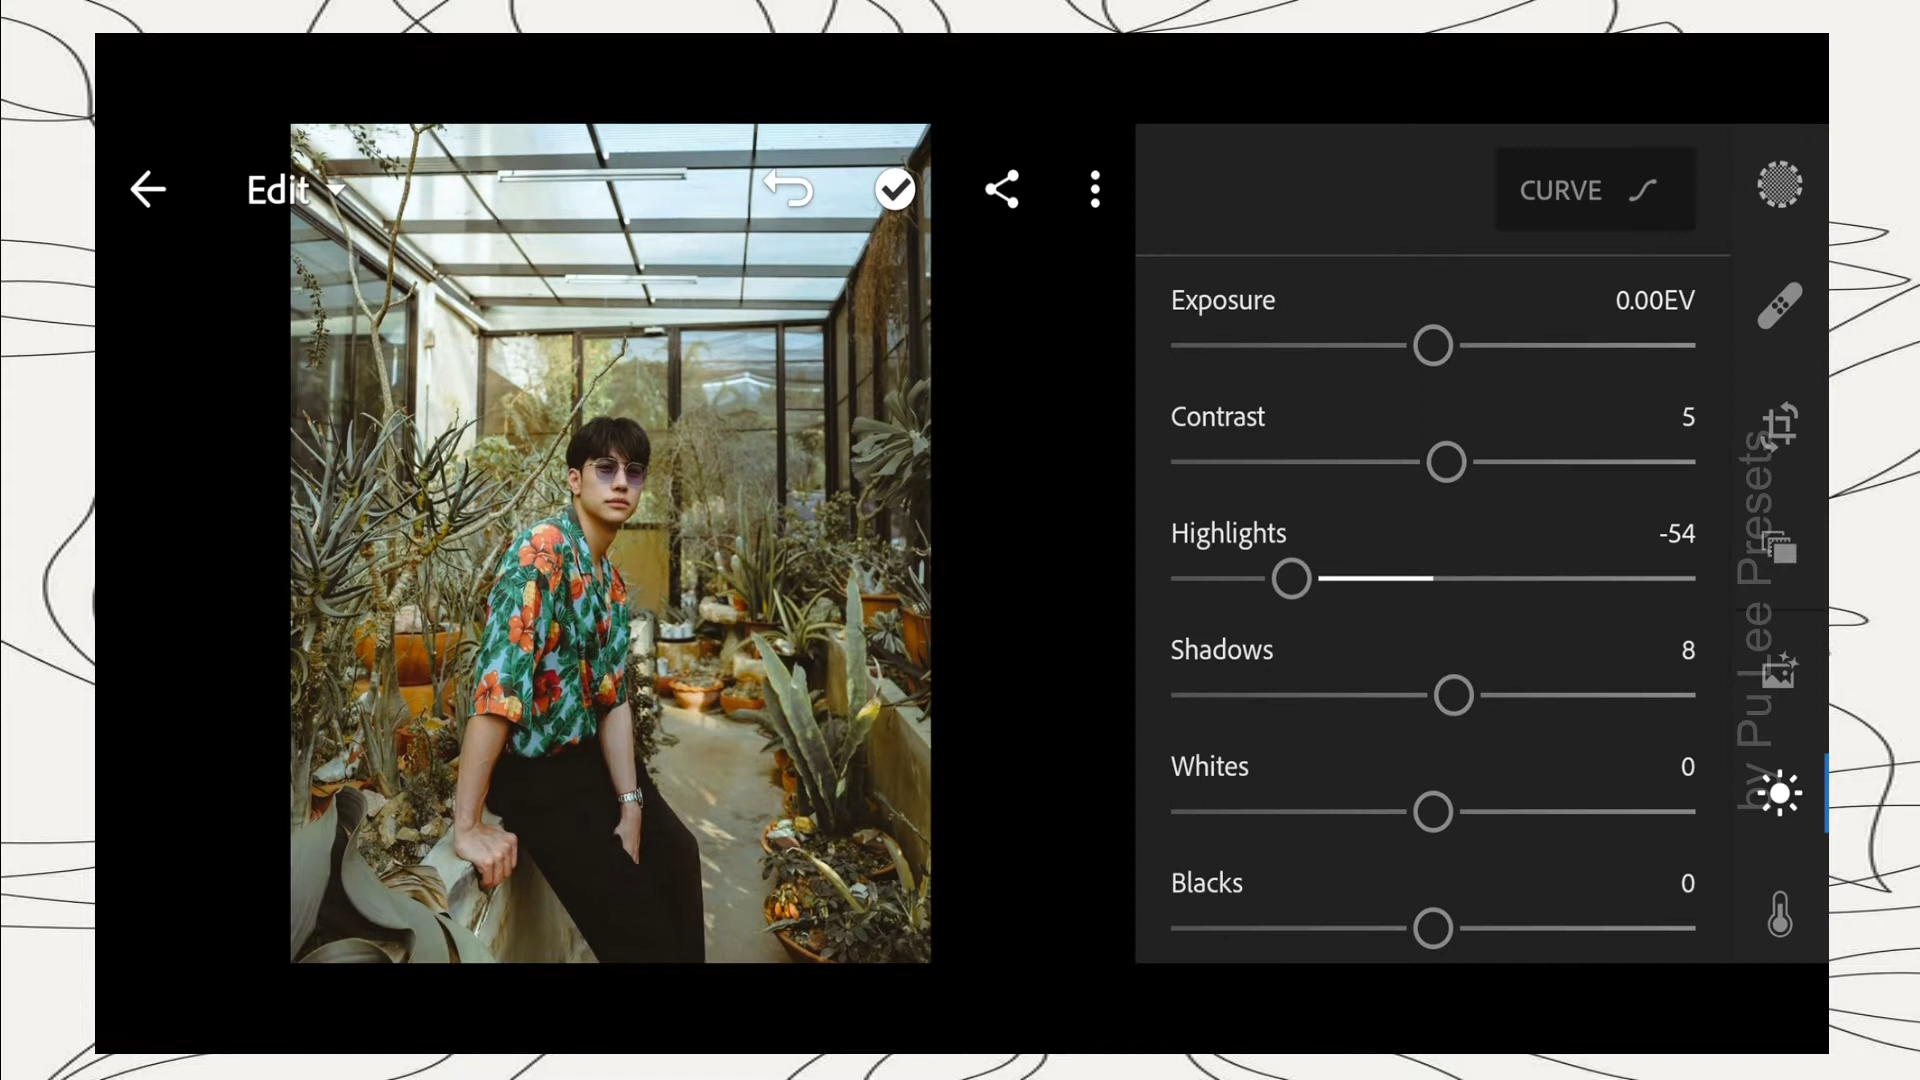 Edit
CURVE
Exposure 0.00EV
Contrast 5
Highlights -54
Shadows 8
Whites 0
Blacks 0
by Pu Lee Presets